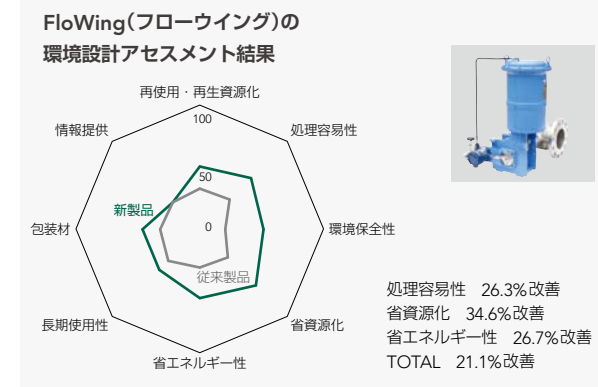 FloWing（フローウイング）の
環境設計アセスメント結果
再使用・再生資源化
100
情報提供
処理容易性
50
新製品
包装材
0
環境保全性
従来製品
処理容易性　26.3%改善
省資源化　34.6%改善
長期使用性
省資源化
省エネルギー性　26.7%改善
省エネルギー性
TOTAL　21.1%改善